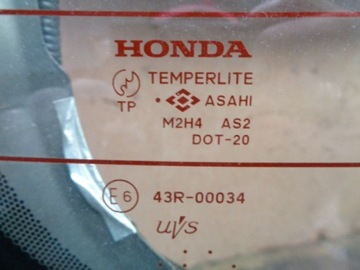 HONDA
TEMPERLITE
TP ASAHI
M2H4 AS2
DOT-20
E6 43R-00034
UVS